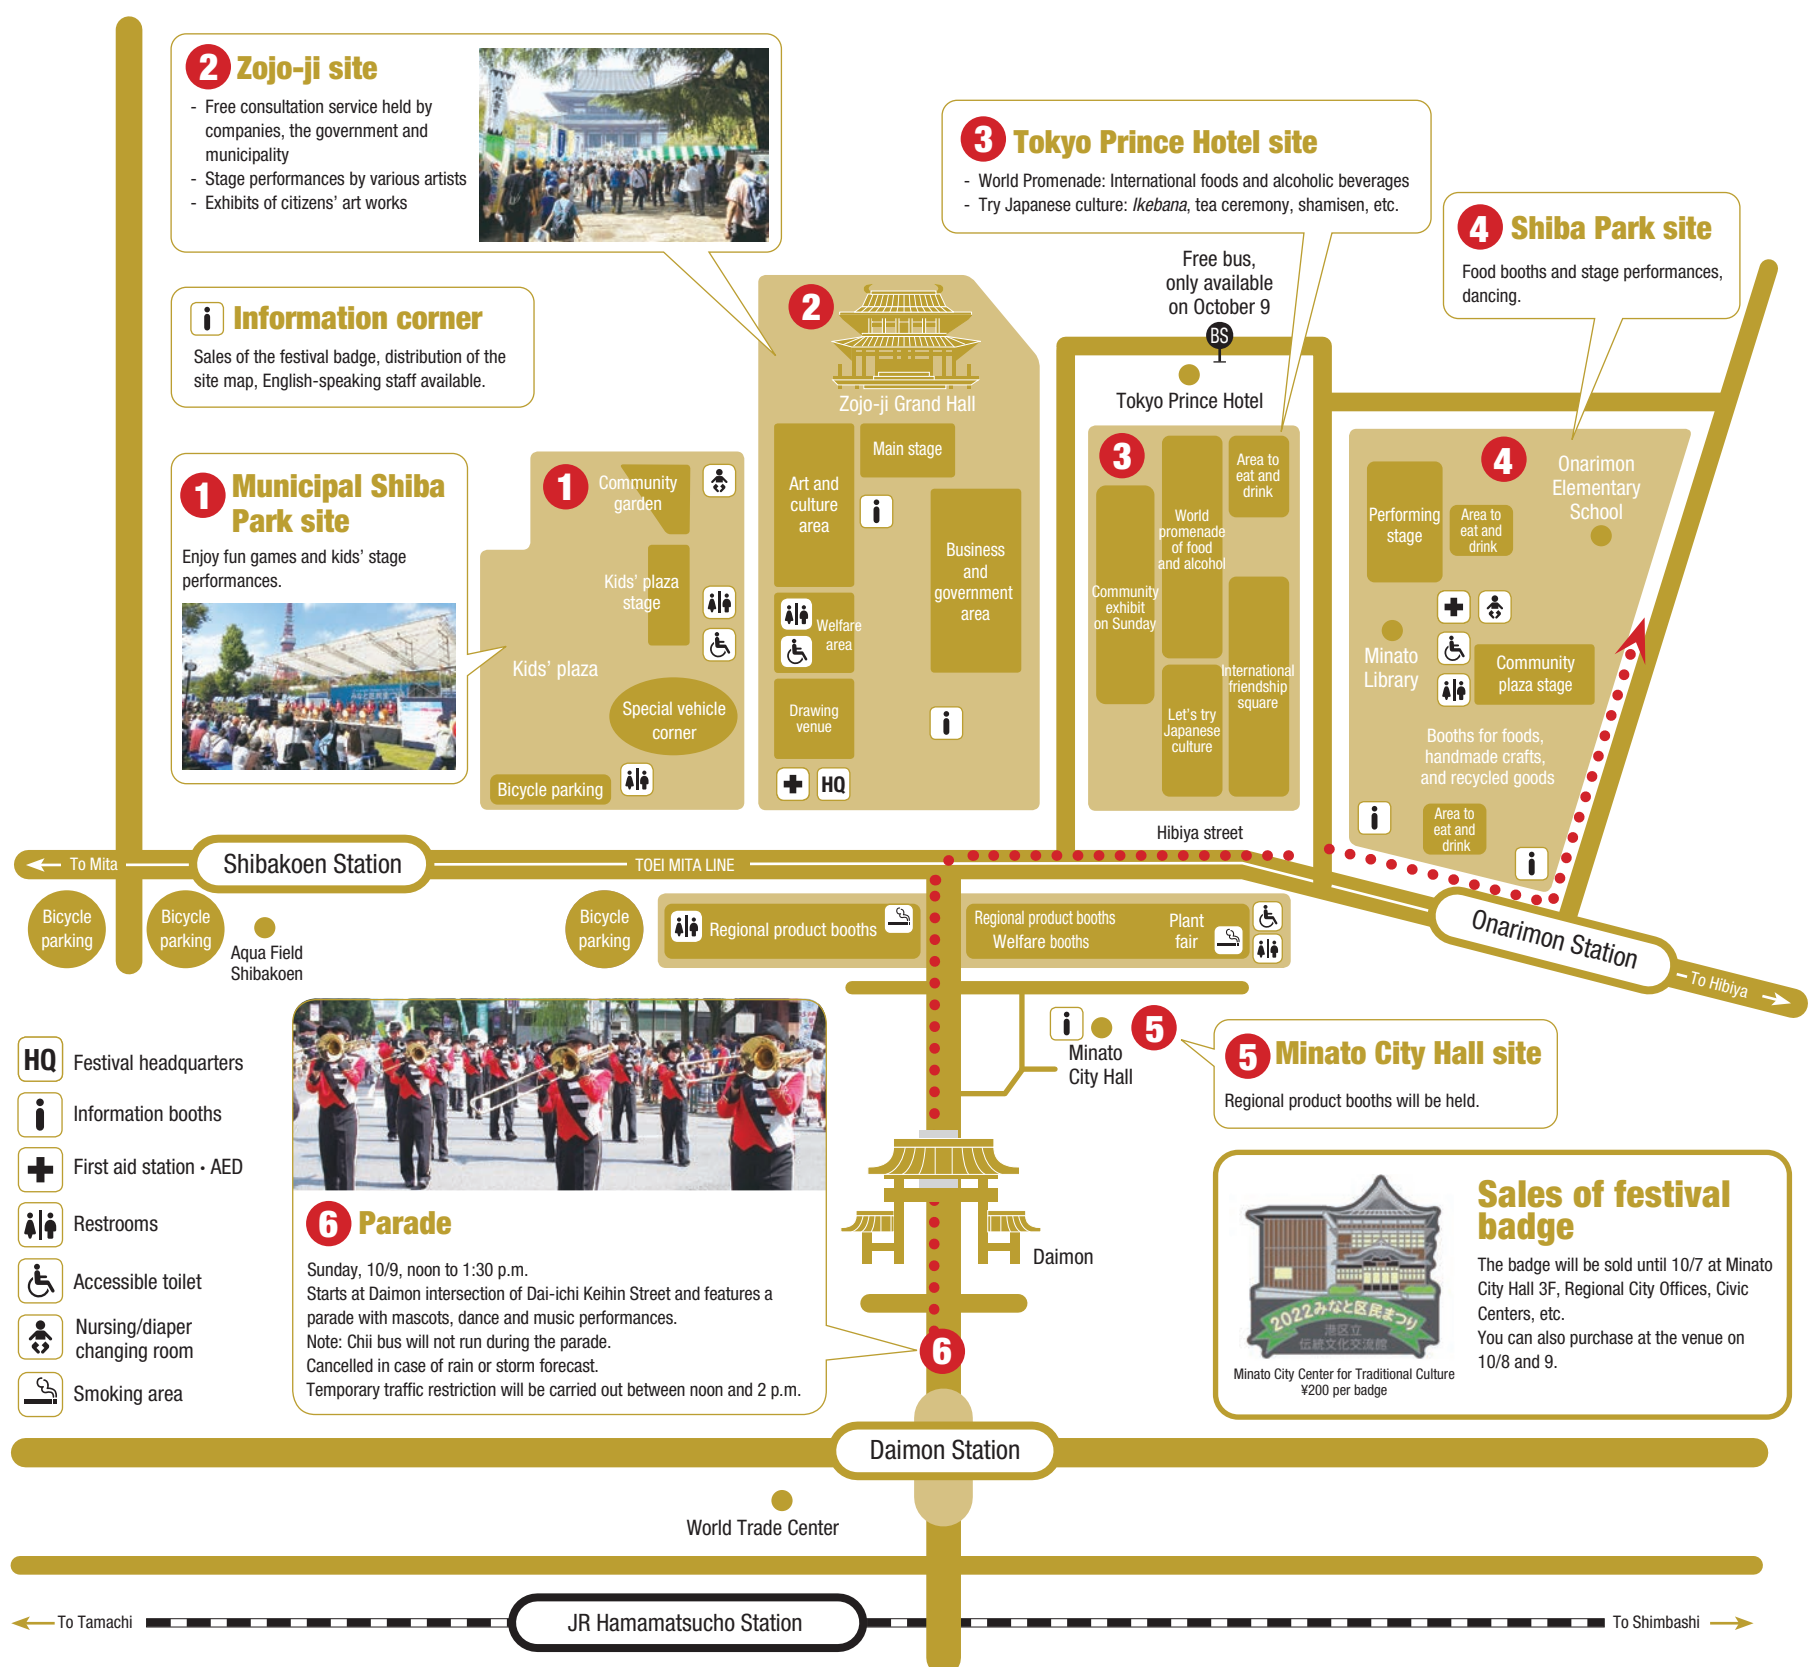 2 Zojo-ji site
- Free consultation service held by
companies, the government and
municipality
- Stage performances by various artists
- Exhibits of citizens' art works
3 Tokyo Prince Hotel site
- World Promenade: International foods and alcoholic beverages
- Try Japanese culture: Ikebana, tea ceremony, shamisen, etc.
4 Shiba Park site
Food booths and stage performances,
dancing.
Information corner
Sales of the festival badge, distribution of the
site map, English-speaking staff available.
1 Municipal Shiba
Park site
Enjoy fun games and kids' stage
performances.
1
Community
garden
Kids' plaza
stage
Kids' plaza
Special vehicle
corner
Bicycle parking
2
Zojo-ji Grand Hall
Main stage
Art and
culture
area
Business
and
government
area
Welfare
area
Drawing
venue
HQ
Free bus,
only available
on October 9
BS
Tokyo Prince Hotel
3
Area to
eat and
drink
World
promenade
of food
and alcohol
Community
exhibit
on Sunday
International
friendship
square
Let's try
Japanese
culture
Hibiya street
4
Onarimon
Elementary
School
Performing
stage
Area to
eat and
drink
Minato
Library
Community
plaza stage
Booths for foods,
handmade crafts,
and recycled goods
Area to
eat and
drink
To Mita
Shibakoen Station
TOEI MITA LINE
Onarimon Station
To Hibiya
Bicycle
parking
Bicycle
parking
Aqua Field
Shibakoen
Bicycle
parking
Regional product booths
Regional product booths
Welfare booths
Plant
fair
HQ Festival headquarters
Information booths
First aid station • AED
Restrooms
Accessible toilet
Nursing/diaper
changing room
Smoking area
6 Parade
Sunday, 10/9, noon to 1:30 p.m.
Starts at Daimon intersection of Dai-ichi Keihin Street and features a
parade with mascots, dance and music performances.
Note: Chii bus will not run during the parade.
Cancelled in case of rain or storm forecast.
Temporary traffic restriction will be carried out between noon and 2 p.m.
Minato
City Hall
5
5 Minato City Hall site
Regional product booths will be held.
Daimon
6
2022みなと区民まつり
港区立
伝統文化交流館
Minato City Center for Traditional Culture
¥200 per badge
Sales of festival
badge
The badge will be sold until 10/7 at Minato
City Hall 3F, Regional City Offices, Civic
Centers, etc.
You can also purchase at the venue on
10/8 and 9.
Daimon Station
World Trade Center
To Tamachi
JR Hamamatsucho Station
To Shimbashi